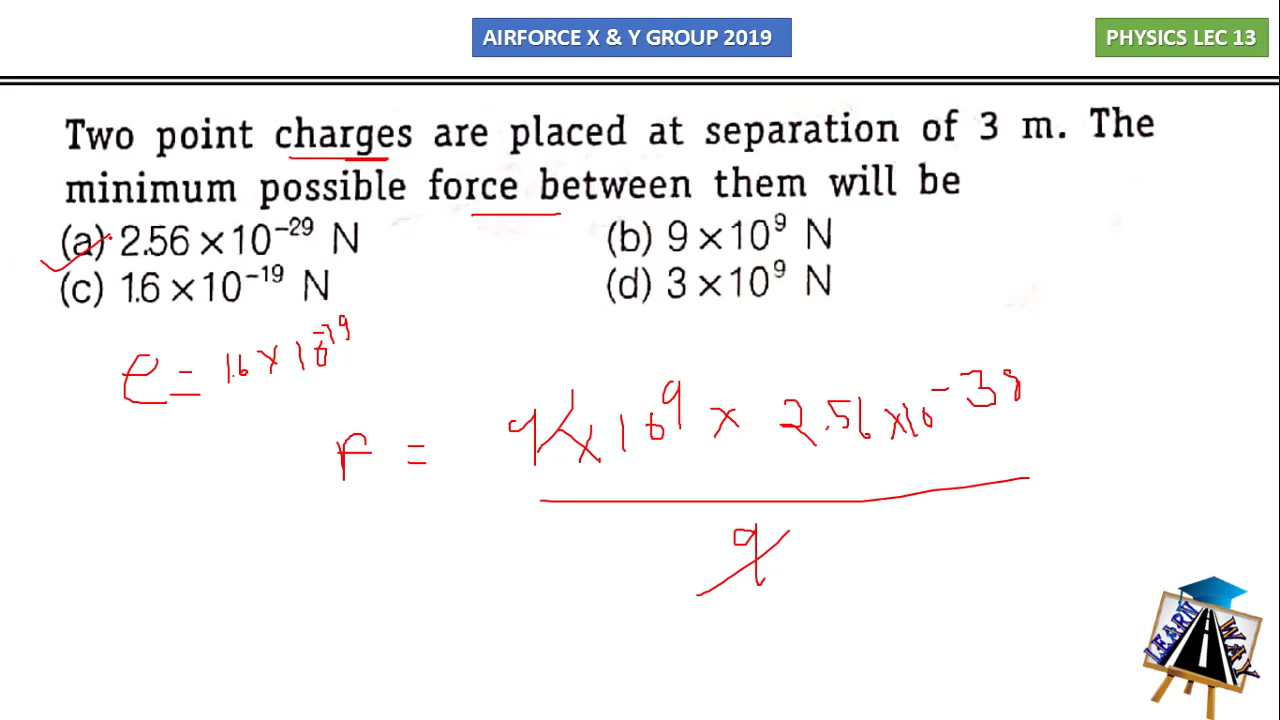 AIRFORCE X & Y GROUP 2019
PHYSICS LEC 13
Two point charges are placed at separation of 3 m. The
minimum possible force between them will be
(a) 2.56 × 10⁻²⁹ N (b) 9 × 10⁹ N
(c) 1.6 × 10⁻¹⁹ N (d) 3 × 10⁹ N
e = 1.6 × 10⁻¹⁹
F = 9 × 10⁹ × 2.56 × 10⁻³⁸
9
LEARN WAY